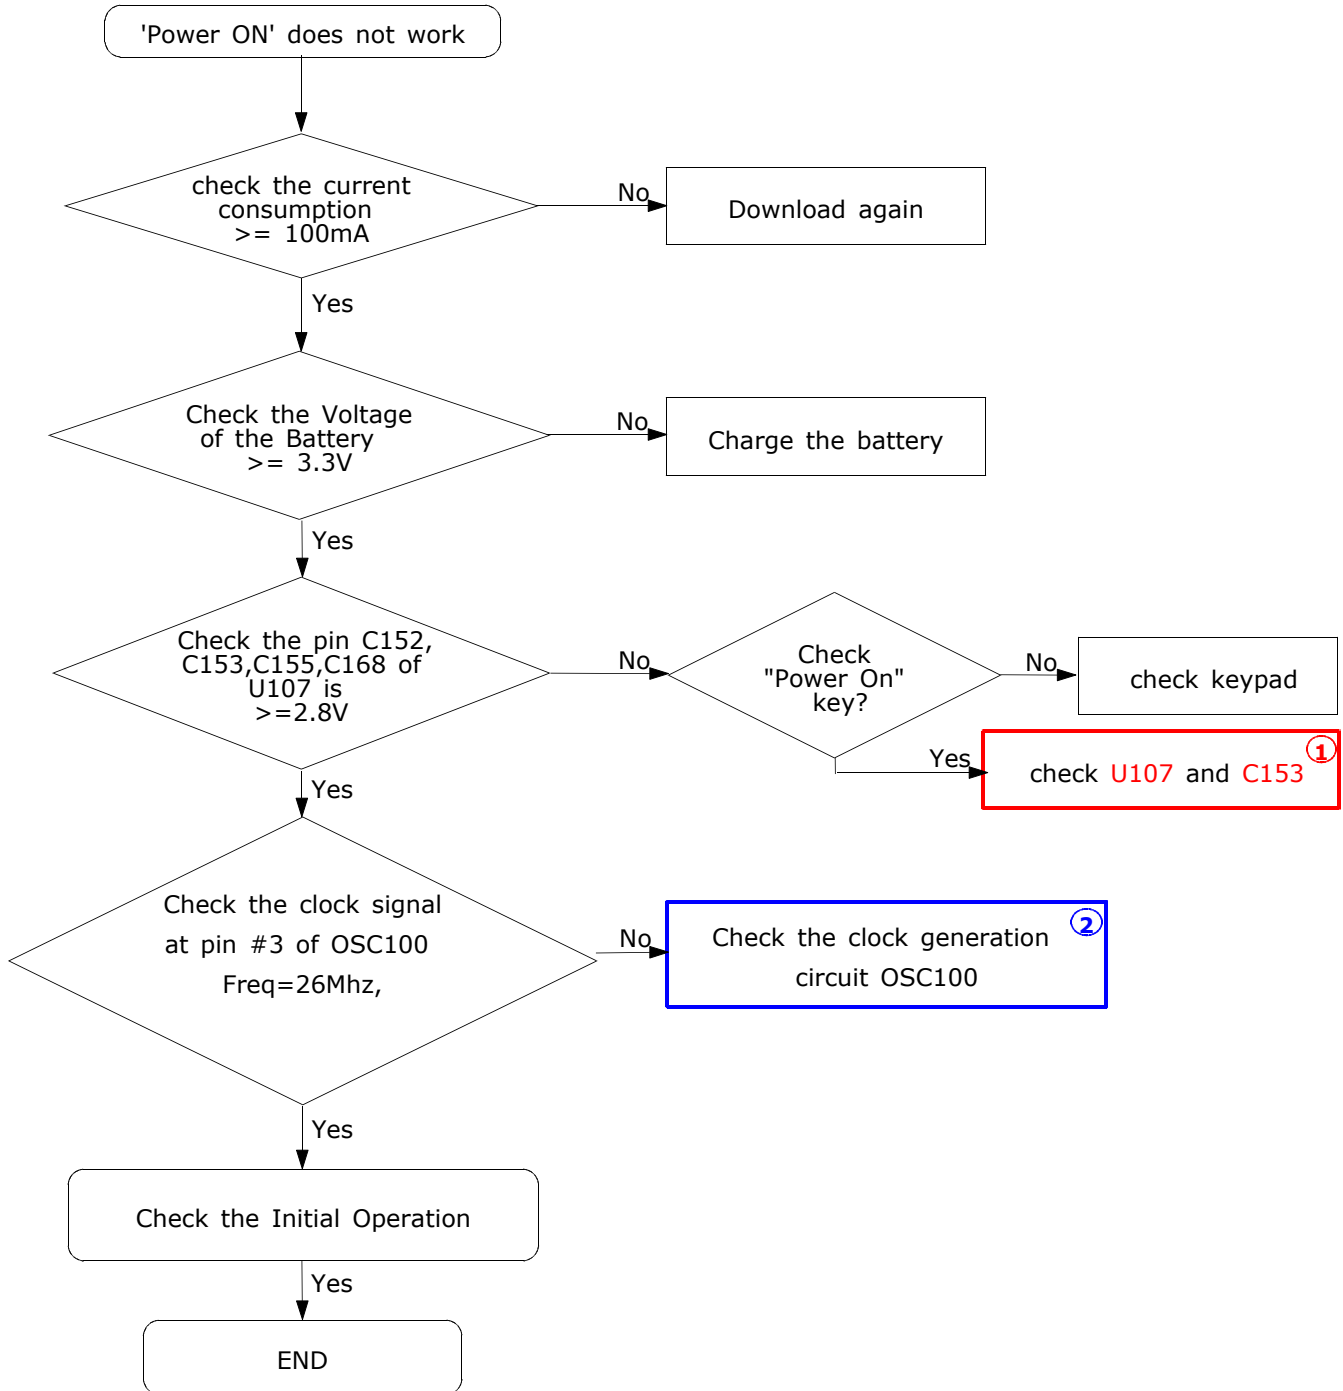 'Power ON' does not work
check the current
consumption
>= 100mA
No
Download again
Yes
Check the Voltage
of the Battery
>= 3.3V
No
Charge the battery
Yes
Check the pin C152,
C153,C155,C168 of
U107 is
>=2.8V
No
Check
"Power On"
key?
No
check keypad
Yes
check U107 and C153
1
Yes
Check the clock signal
at pin #3 of OSC100
Freq=26Mhz,
No
Check the clock generation
circuit OSC100
2
Yes
Check the Initial Operation
Yes
END